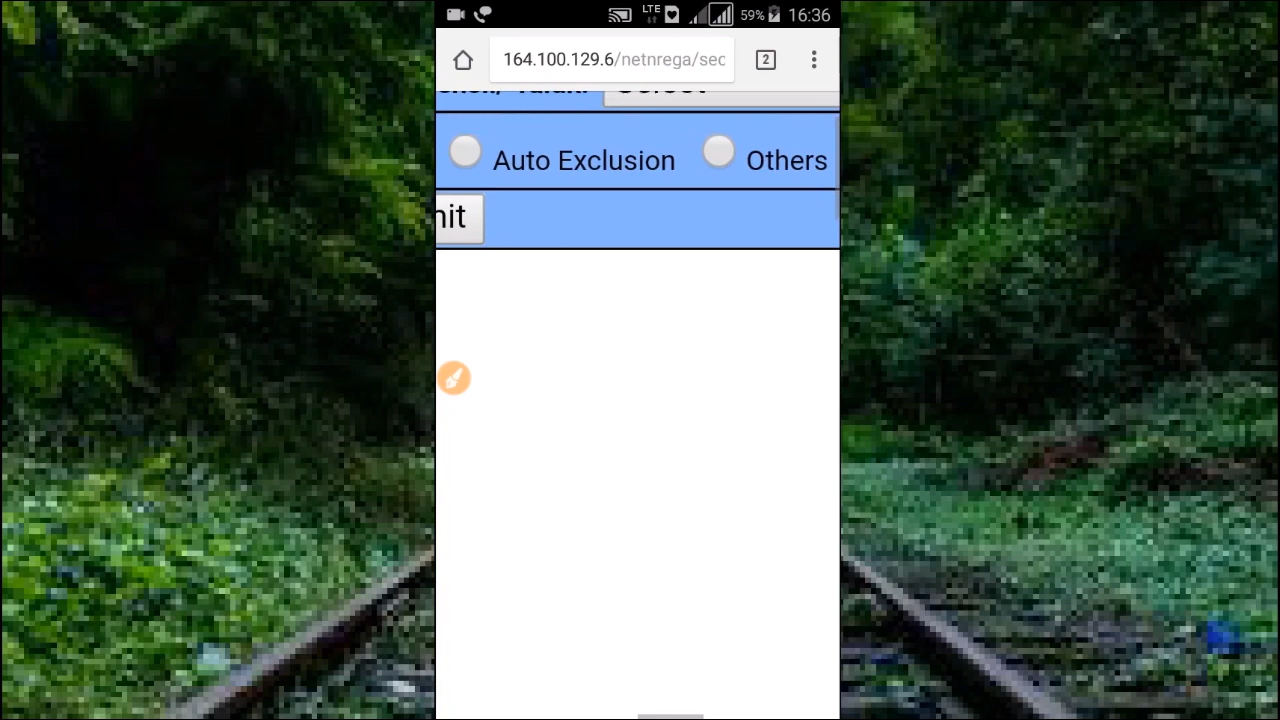 LTE 59% 16:36
164.100.129.6/netnrega/sec 2
Auto Exclusion Others
nit